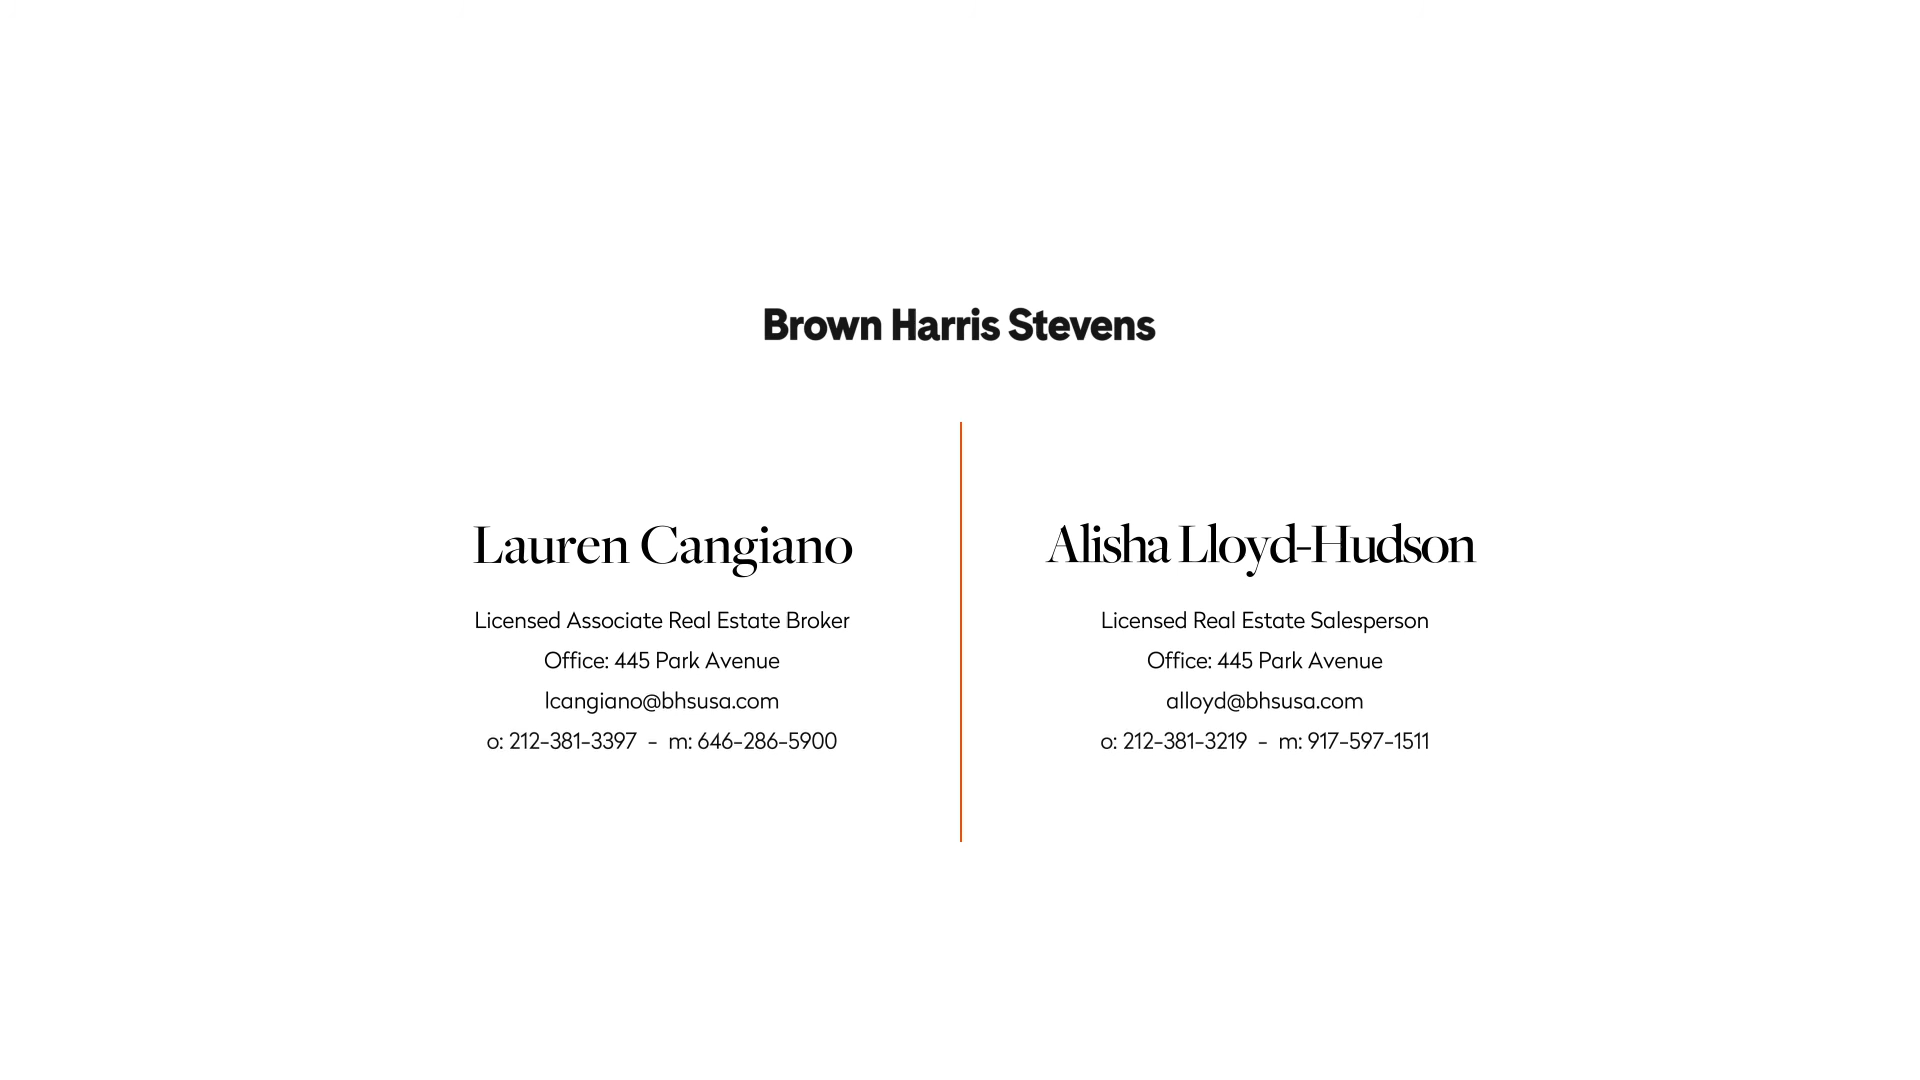 Brown Harris Stevens
Lauren Cangiano
Licensed Associate Real Estate Broker
Office: 445 Park Avenue
lcangiano@bhsusa.com
o: 212-381-3397 - m: 646-286-5900
Alisha Lloyd-Hudson
Licensed Real Estate Salesperson
Office: 445 Park Avenue
alloyd@bhsusa.com
o: 212-381-3219 - m: 917-597-1511